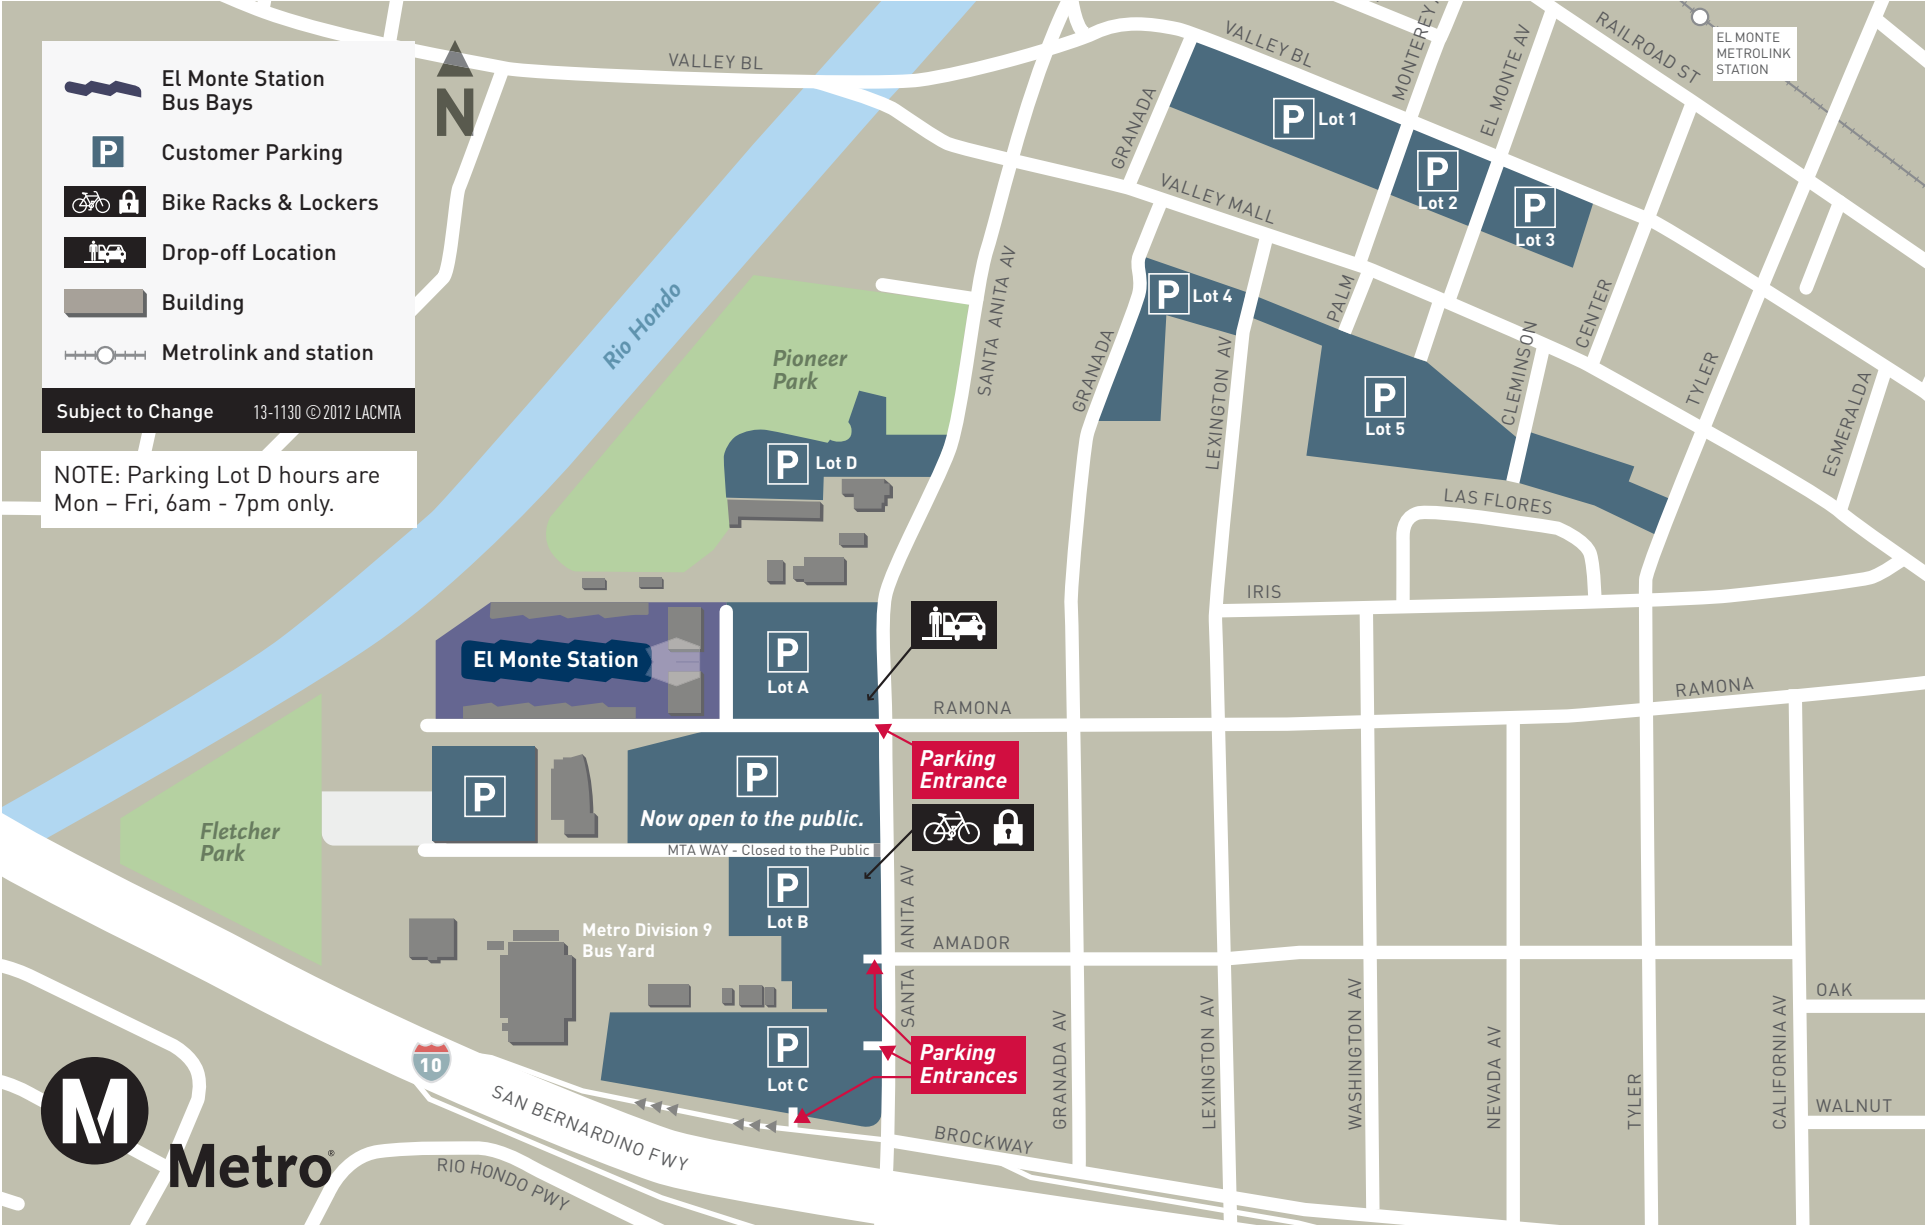 El Monte Station
Bus Bays
P
Customer Parking
Bike Racks & Lockers
Drop-off Location
Building
Metrolink and station
Subject to Change 13-1130 © 2012 LACMTA
NOTE: Parking Lot D hours are
Mon – Fri, 6am - 7pm only.
N
VALLEY BL
VALLEY BL
MONTEREY
EL MONTE AV
RAILROAD ST
EL MONTE
METROLINK
STATION
GRANADA
P Lot 1
P
Lot 2
P
Lot 3
VALLEY MALL
SANTA ANITA AV
Rio Hondo
Pioneer
Park
P Lot 4
PALM
CENTER
CLEMINSON
TYLER
ESMERALDA
GRANADA
LEXINGTON AV
P
Lot 5
P Lot D
LAS FLORES
IRIS
El Monte Station
P
Lot A
RAMONA
RAMONA
Parking
Entrance
P
P
Now open to the public.
MTA WAY - Closed to the Public
Fletcher
Park
P
Lot B
SANTA ANITA AV
Metro Division 9
Bus Yard
AMADOR
P
Lot C
Parking
Entrances
GRANADA AV
LEXINGTON AV
WASHINGTON AV
NEVADA AV
TYLER
CALIFORNIA AV
OAK
WALNUT
10
SAN BERNARDINO FWY
BROCKWAY
RIO HONDO PWY
M
Metro®